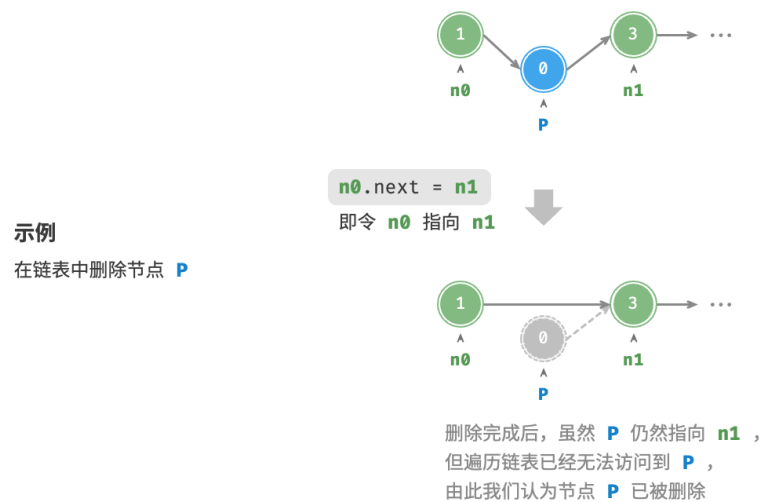 1
3
...
0
n0
n1
P
n0.next = n1
即令 n0 指向 n1
示例
在链表中删除节点 P
1
3
...
0
n0
n1
P
删除完成后，虽然 P 仍然指向 n1 ，
但遍历链表已经无法访问到 P ，
由此我们认为节点 P 已被删除